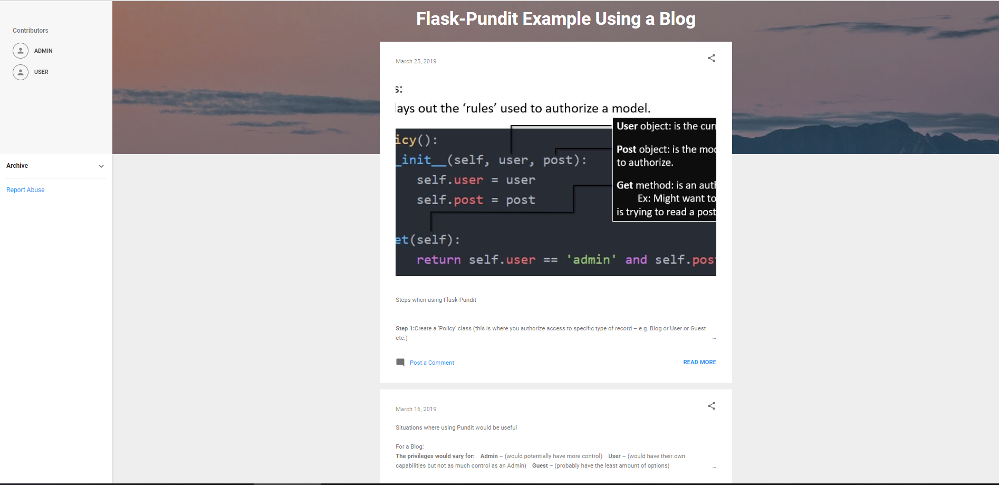 Flask-Pundit Example Using a Blog
Contributors
ADMIN
USER
Archive
Report Abuse
March 25, 2019
s:
lays out the ‘rules’ used to authorize a model.
icy():
_init__(self, user, post):
self.user = user
self.post = post
et(self):
return self.user == 'admin' and self.post
User object: is the curr
Post object: is the mod
to authorize.
Get method: is an auth
Ex: Might want to
is trying to read a post
Steps when using Flask-Pundit
Step 1:Create a ‘Policy’ class (this is where you authorize access to specific type of record – e.g. Blog or User or Guest
etc.) ...
Post a Comment
READ MORE
March 16, 2019
Situations where using Pundit would be useful
For a Blog:
The privileges would vary for: Admin – (would potentially have more control) User – (would have their own
capabilities but not as much control as an Admin) Guest – (probably have the least amount of options) ...